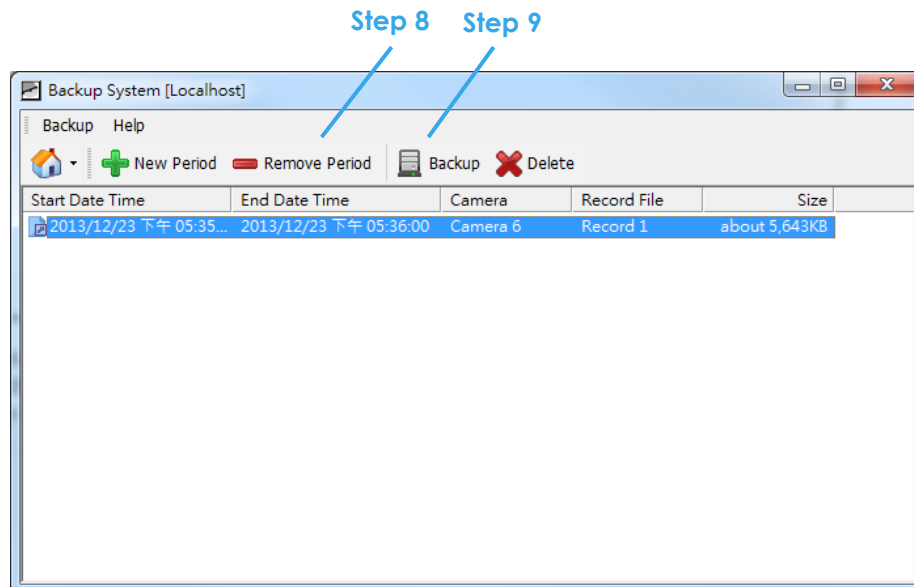 Step 8 Step 9
Backup System [Localhost]
Backup Help
New Period Remove Period Backup Delete
Start Date Time End Date Time Camera Record File Size
2013/12/23 下午 05:35... 2013/12/23 下午 05:36:00 Camera 6 Record 1 about 5,643KB